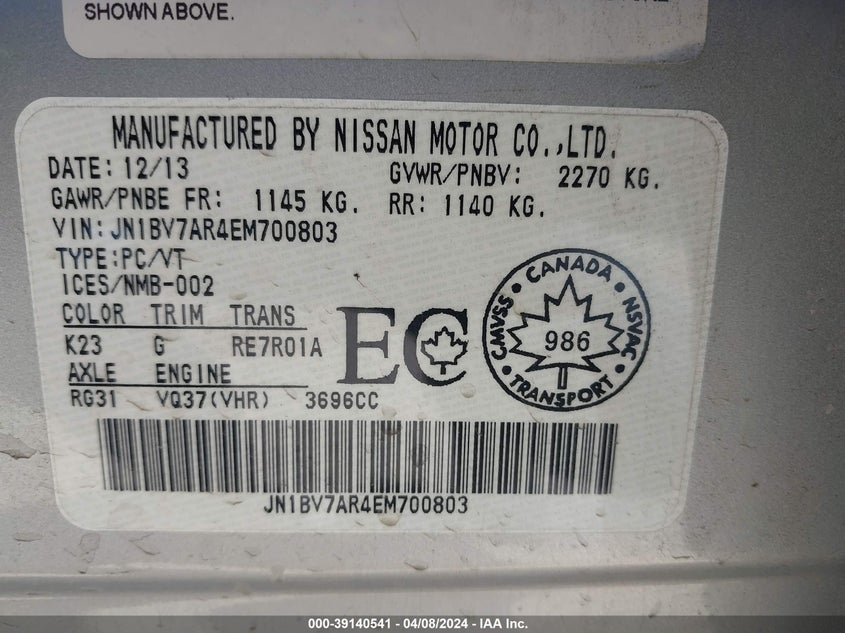 SHOWN ABOVE.
MANUFACTURED BY NISSAN MOTOR CO.,LTD.
DATE: 12/13 GVWR/PNBV: 2270 KG.
GAWR/PNBE FR: 1145 KG. RR: 1140 KG.
VIN: JN1BV7AR4EM700803
TYPE:PC/VT
ICES/NMB-002
COLOR TRIM TRANS
K23 G RE7R01A
AXLE ENGINE
RG31 VQ37(VHR) 3696CC
EC
CANADA
CMVSS 986 NSVAC
TRANSPORT
JN1BV7AR4EM700803
000-39140541 - 04/08/2024 - IAA Inc.